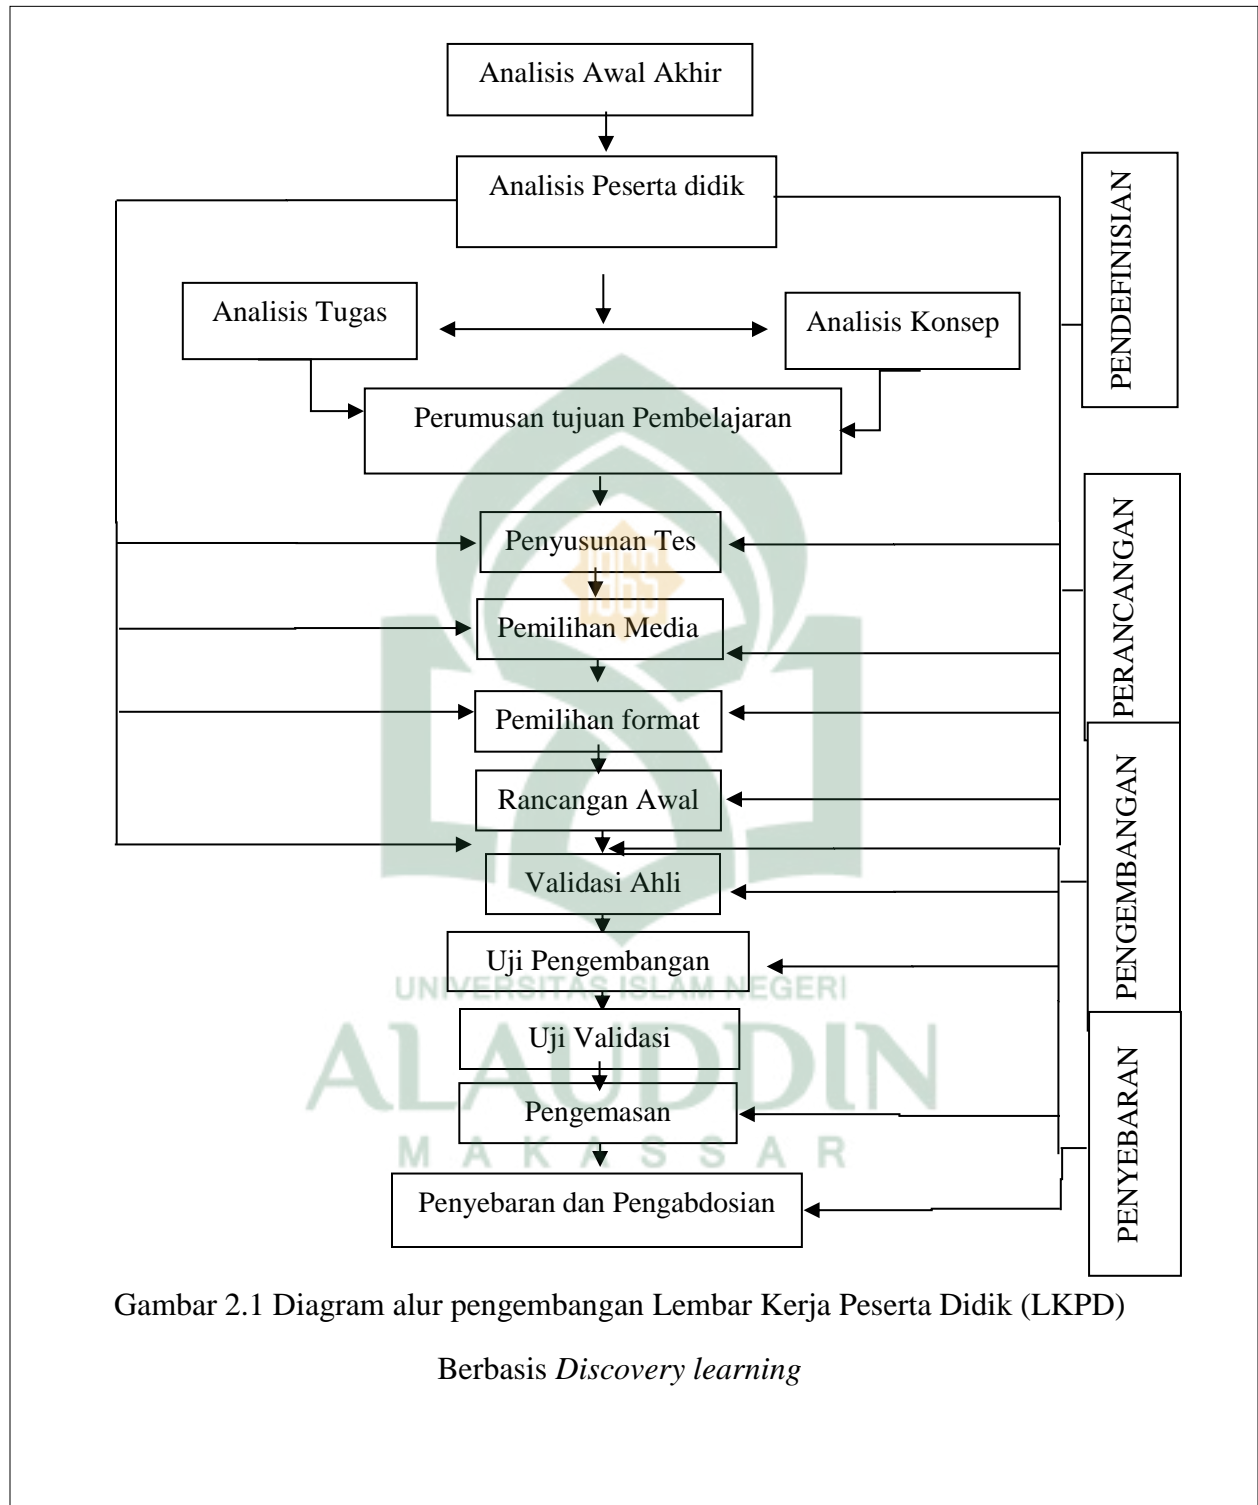 Analisis Awal Akhir
Analisis Peserta didik
PENDEFINISIAN
Analisis Tugas
Analisis Konsep
Perumusan tujuan Pembelajaran
PERANCANGAN
Penyusunan Tes
1965
Pemilihan Media
Pemilihan format
PENGEMBANGAN
Rancangan Awal
Validasi Ahli
Uji Pengembangan
UNIVERSITAS ISLAM NEGERI
PENYEBARAN
Uji Validasi
ALAUDDIN
Pengemasan
MAKASSAR
Penyebaran dan Pengabdosian
Gambar 2.1 Diagram alur pengembangan Lembar Kerja Peserta Didik (LKPD)
Berbasis Discovery learning